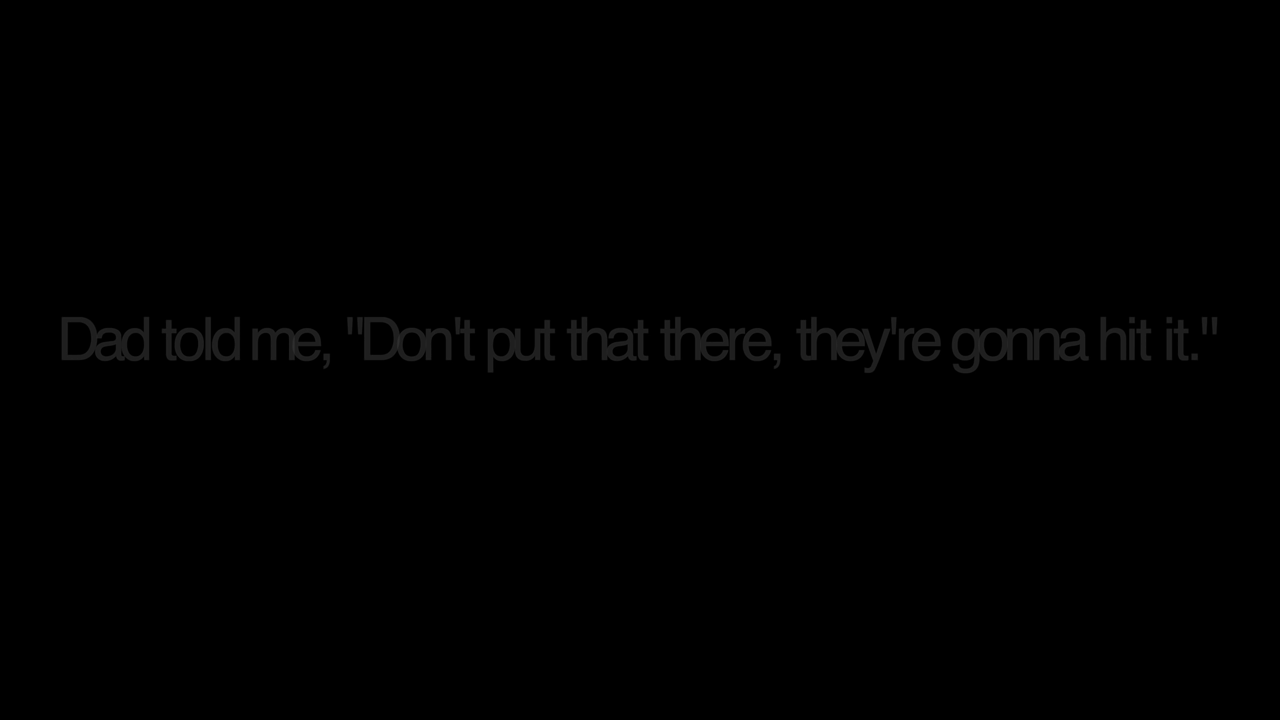 Dad told me, "Don't put that there, they're gonna hit it."